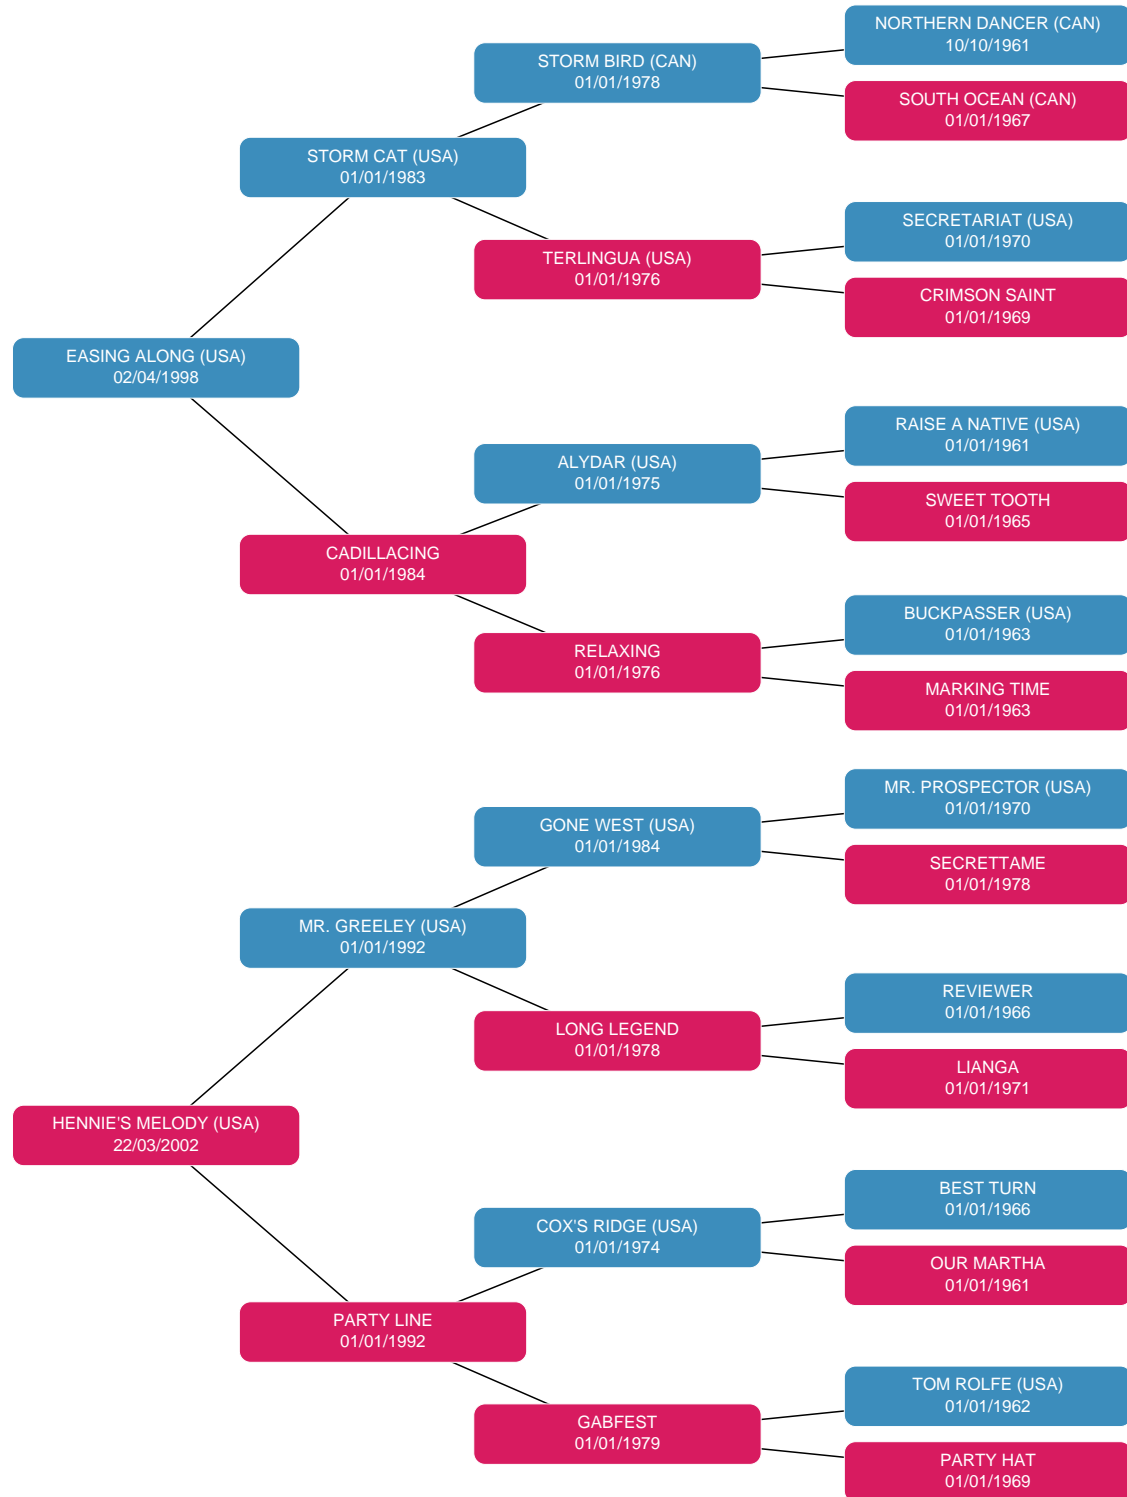 NORTHERN DANCER (CAN)
10/10/1961
STORM BIRD (CAN)
01/01/1978
SOUTH OCEAN (CAN)
01/01/1967
STORM CAT (USA)
01/01/1983
SECRETARIAT (USA)
01/01/1970
TERLINGUA (USA)
01/01/1976
CRIMSON SAINT
01/01/1969
EASING ALONG (USA)
02/04/1998
RAISE A NATIVE (USA)
01/01/1961
ALYDAR (USA)
01/01/1975
SWEET TOOTH
01/01/1965
CADILLACING
01/01/1984
BUCKPASSER (USA)
01/01/1963
RELAXING
01/01/1976
MARKING TIME
01/01/1963
MR. PROSPECTOR (USA)
01/01/1970
GONE WEST (USA)
01/01/1984
SECRETTAME
01/01/1978
MR. GREELEY (USA)
01/01/1992
REVIEWER
01/01/1966
LONG LEGEND
01/01/1978
LIANGA
01/01/1971
HENNIE'S MELODY (USA)
22/03/2002
BEST TURN
01/01/1966
COX'S RIDGE (USA)
01/01/1974
OUR MARTHA
01/01/1961
PARTY LINE
01/01/1992
TOM ROLFE (USA)
01/01/1962
GABFEST
01/01/1979
PARTY HAT
01/01/1969